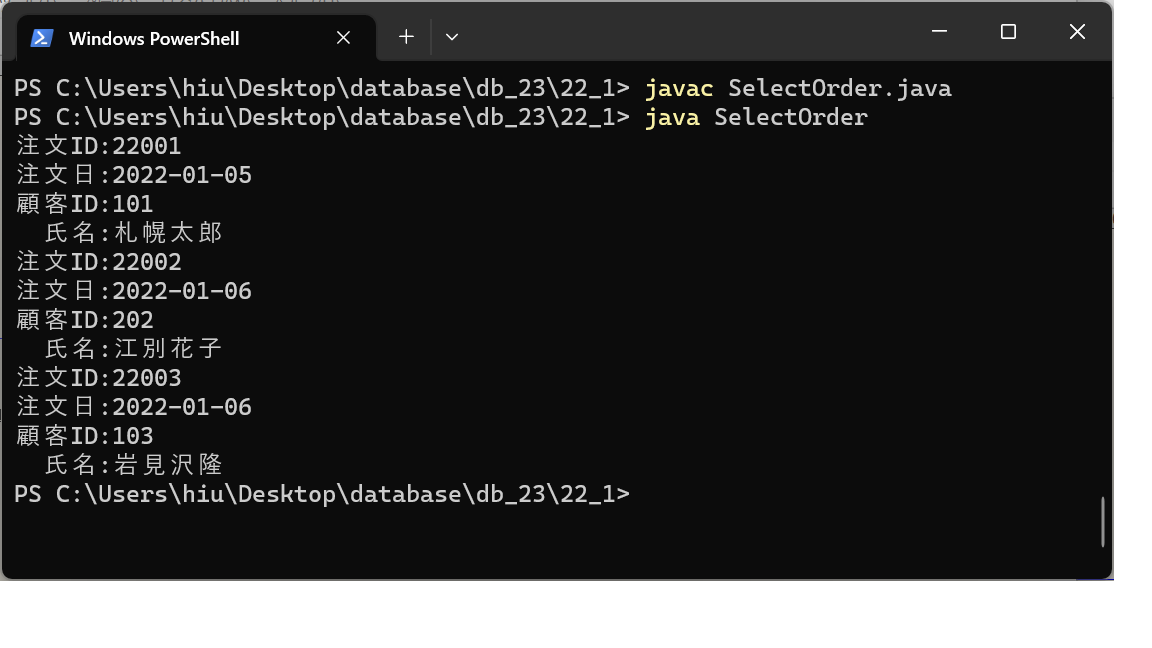 Windows PowerShell
PS C:\Users\hiu\Desktop\database\db_23\22_1> javac SelectOrder.java
PS C:\Users\hiu\Desktop\database\db_23\22_1> java SelectOrder
注文ID:22001
注文日:2022-01-05
顧客ID:101
　氏名:札幌太郎
注文ID:22002
注文日:2022-01-06
顧客ID:202
　氏名:江別花子
注文ID:22003
注文日:2022-01-06
顧客ID:103
　氏名:岩見沢隆
PS C:\Users\hiu\Desktop\database\db_23\22_1>